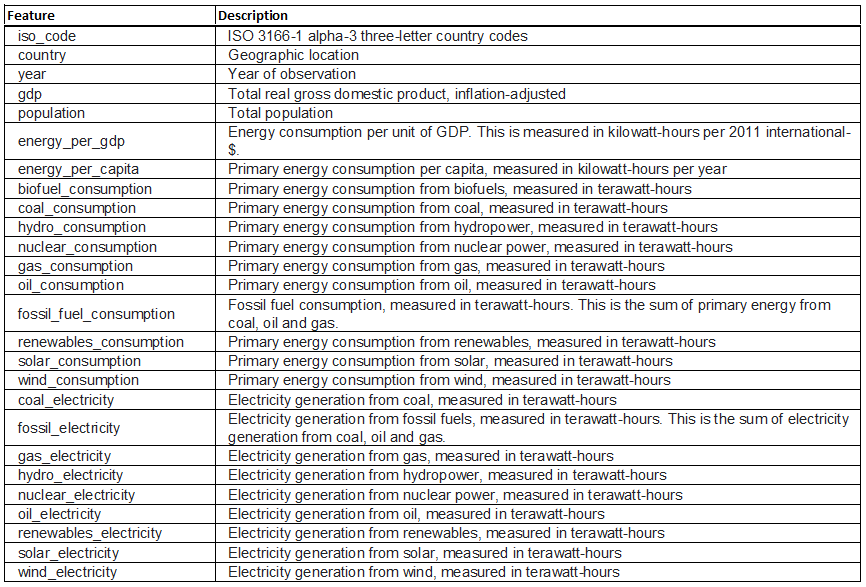 Feature Description
iso_code ISO 3166-1 alpha-3 three-letter country codes
country Geographic location
year Year of observation
gdp Total real gross domestic product, inflation-adjusted
population Total population
energy_per_gdp Energy consumption per unit of GDP. This is measured in kilowatt-hours per 2011 international-
$.
energy_per_capita Primary energy consumption per capita, measured in kilowatt-hours per year
biofuel_consumption Primary energy consumption from biofuels, measured in terawatt-hours
coal_consumption Primary energy consumption from coal, measured in terawatt-hours
hydro_consumption Primary energy consumption from hydropower, measured in terawatt-hours
nuclear_consumption Primary energy consumption from nuclear power, measured in terawatt-hours
gas_consumption Primary energy consumption from gas, measured in terawatt-hours
oil_consumption Primary energy consumption from oil, measured in terawatt-hours
fossil_fuel_consumption Fossil fuel consumption, measured in terawatt-hours. This is the sum of primary energy from
coal, oil and gas.
renewables_consumption Primary energy consumption from renewables, measured in terawatt-hours
solar_consumption Primary energy consumption from solar, measured in terawatt-hours
wind_consumption Primary energy consumption from wind, measured in terawatt-hours
coal_electricity Electricity generation from coal, measured in terawatt-hours
fossil_electricity Electricity generation from fossil fuels, measured in terawatt-hours. This is the sum of electricity
generation from coal, oil and gas.
gas_electricity Electricity generation from gas, measured in terawatt-hours
hydro_electricity Electricity generation from hydropower, measured in terawatt-hours
nuclear_electricity Electricity generation from nuclear power, measured in terawatt-hours
oil_electricity Electricity generation from oil, measured in terawatt-hours
renewables_electricity Electricity generation from renewables, measured in terawatt-hours
solar_electricity Electricity generation from solar, measured in terawatt-hours
wind_electricity Electricity generation from wind, measured in terawatt-hours